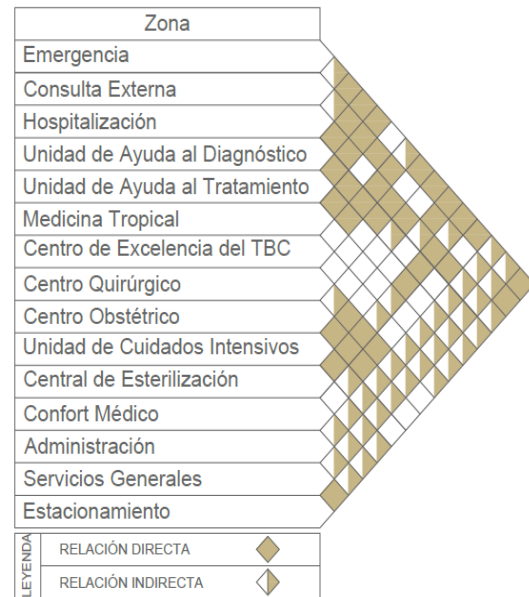 Zona
Emergencia
Consulta Externa
Hospitalización
Unidad de Ayuda al Diagnóstico
Unidad de Ayuda al Tratamiento
Medicina Tropical
Centro de Excelencia del TBC
Centro Quirúrgico
Centro Obstétrico
Unidad de Cuidados Intensivos
Central de Esterilización
Confort Médico
Administración
Servicios Generales
Estacionamiento
LEYENDA
RELACIÓN DIRECTA
RELACIÓN INDIRECTA